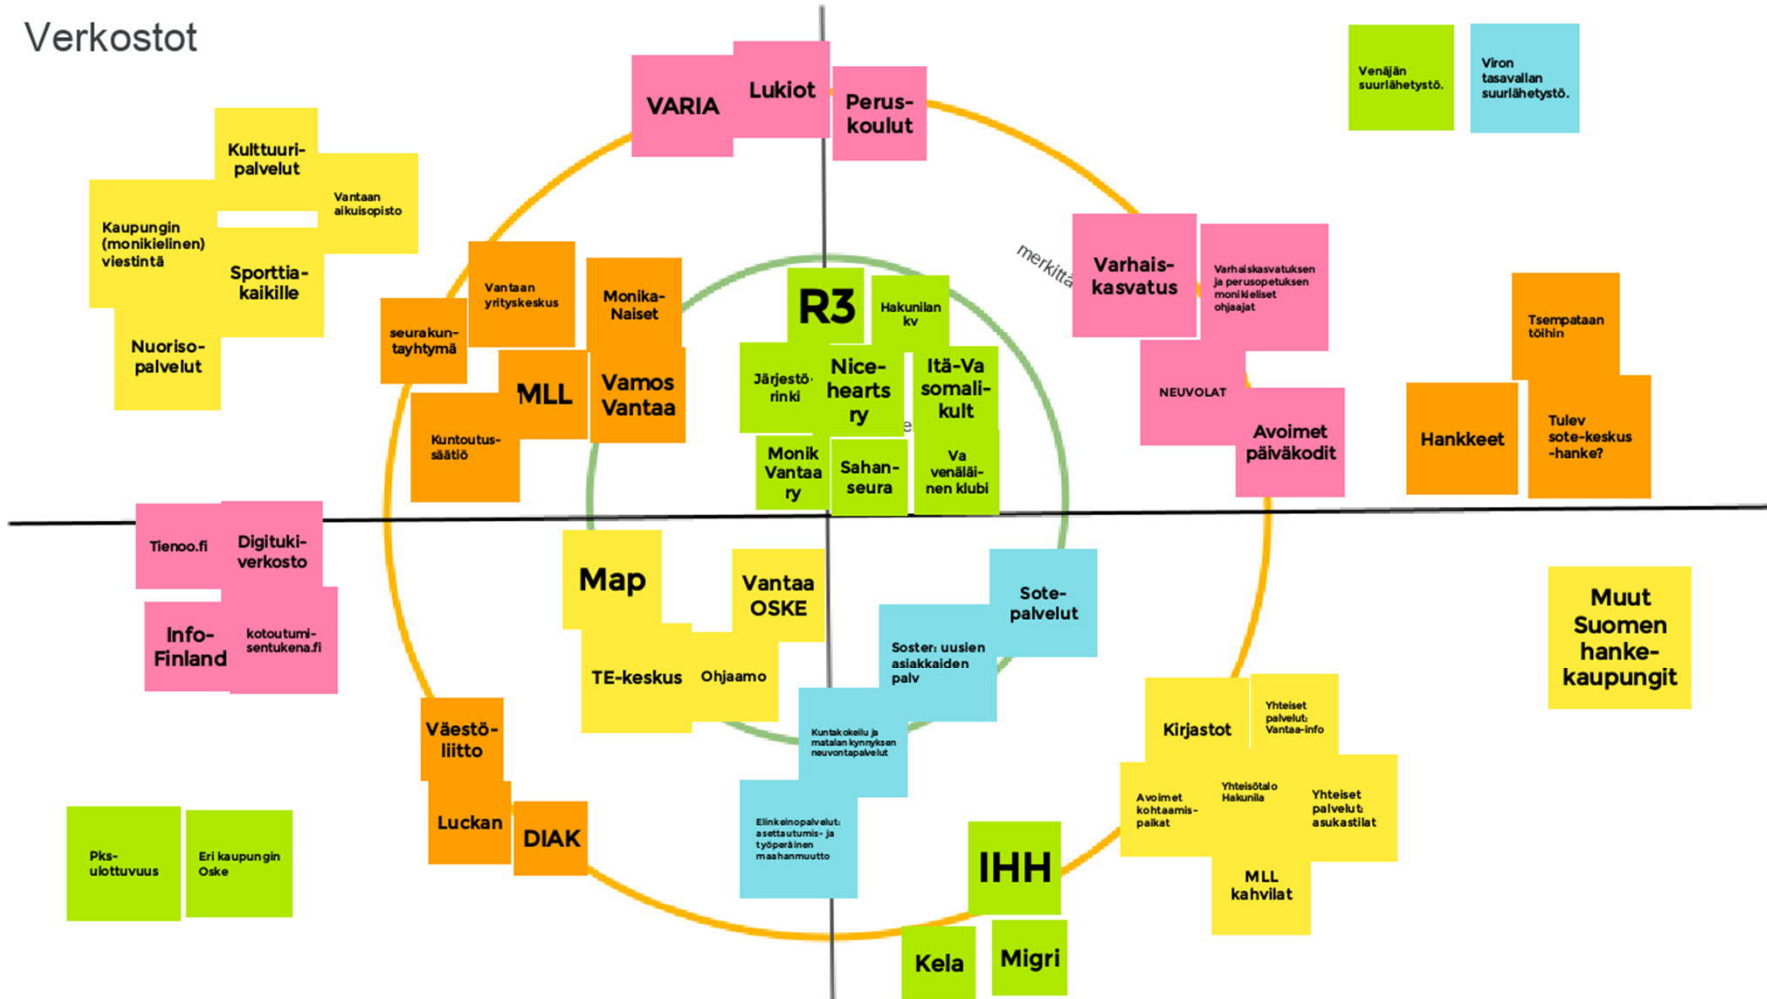 Verkostot
VARIA
Lukiot
Perus-
koulut
Venäjän
suurlähetystö.
Viron
tasavallan
suurlähetystö.
Kulttuuri-
palvelut
Vantaan
aikuisopisto
Kaupungin
(monikielinen)
viestintä
Sporttia-
kaikille
Nuoriso-
palvelut
seurakun-
tayhtymä
Vantaan
yrityskeskus
Monika-
Naiset
MLL
Vamos
Vantaa
Kuntoutus-
säätiö
R3
Hakunilan
kv
Järjestö-
rinki
Nice-
hearts
ry
Itä-Va
somali-
kult
e
Monik
Vantaa
ry
Sahan-
seura
Va
venäläi-
nen klubi
merkittä
Varhais-
kasvatus
Varhaiskasvatuksen
ja perusopetuksen
monikieliset
ohjaajat
NEUVOLAT
Avoimet
päiväkodit
Tsempataan
töihin
Hankkeet
Tulev
sote-keskus
-hanke?
Tienoo.fi
Digituki-
verkosto
Info-
Finland
kotoutumi-
sentukena.fi
Map
Vantaa
OSKE
TE-keskus
Ohjaamo
Sote-
palvelut
Soster: uusien
asiakkaiden
palv
Kuntakokeilu ja
matalan kynnyksen
neuvontapalvelut
Elinkeinopalvelut:
asettautumis- ja
työperäinen
maahanmuutto
Muut
Suomen
hanke-
kaupungit
Väestö-
liitto
Luckan
DIAK
Pks-
ulottuvuus
Eri kaupungin
Oske
Kirjastot
Yhteiset
palvelut:
Vantaa-info
Avoimet
kohtaamis-
paikat
Yhteisötalo
Hakunila
Yhteiset
palvelut:
asukastilat
MLL
kahvilat
IHH
Kela
Migri